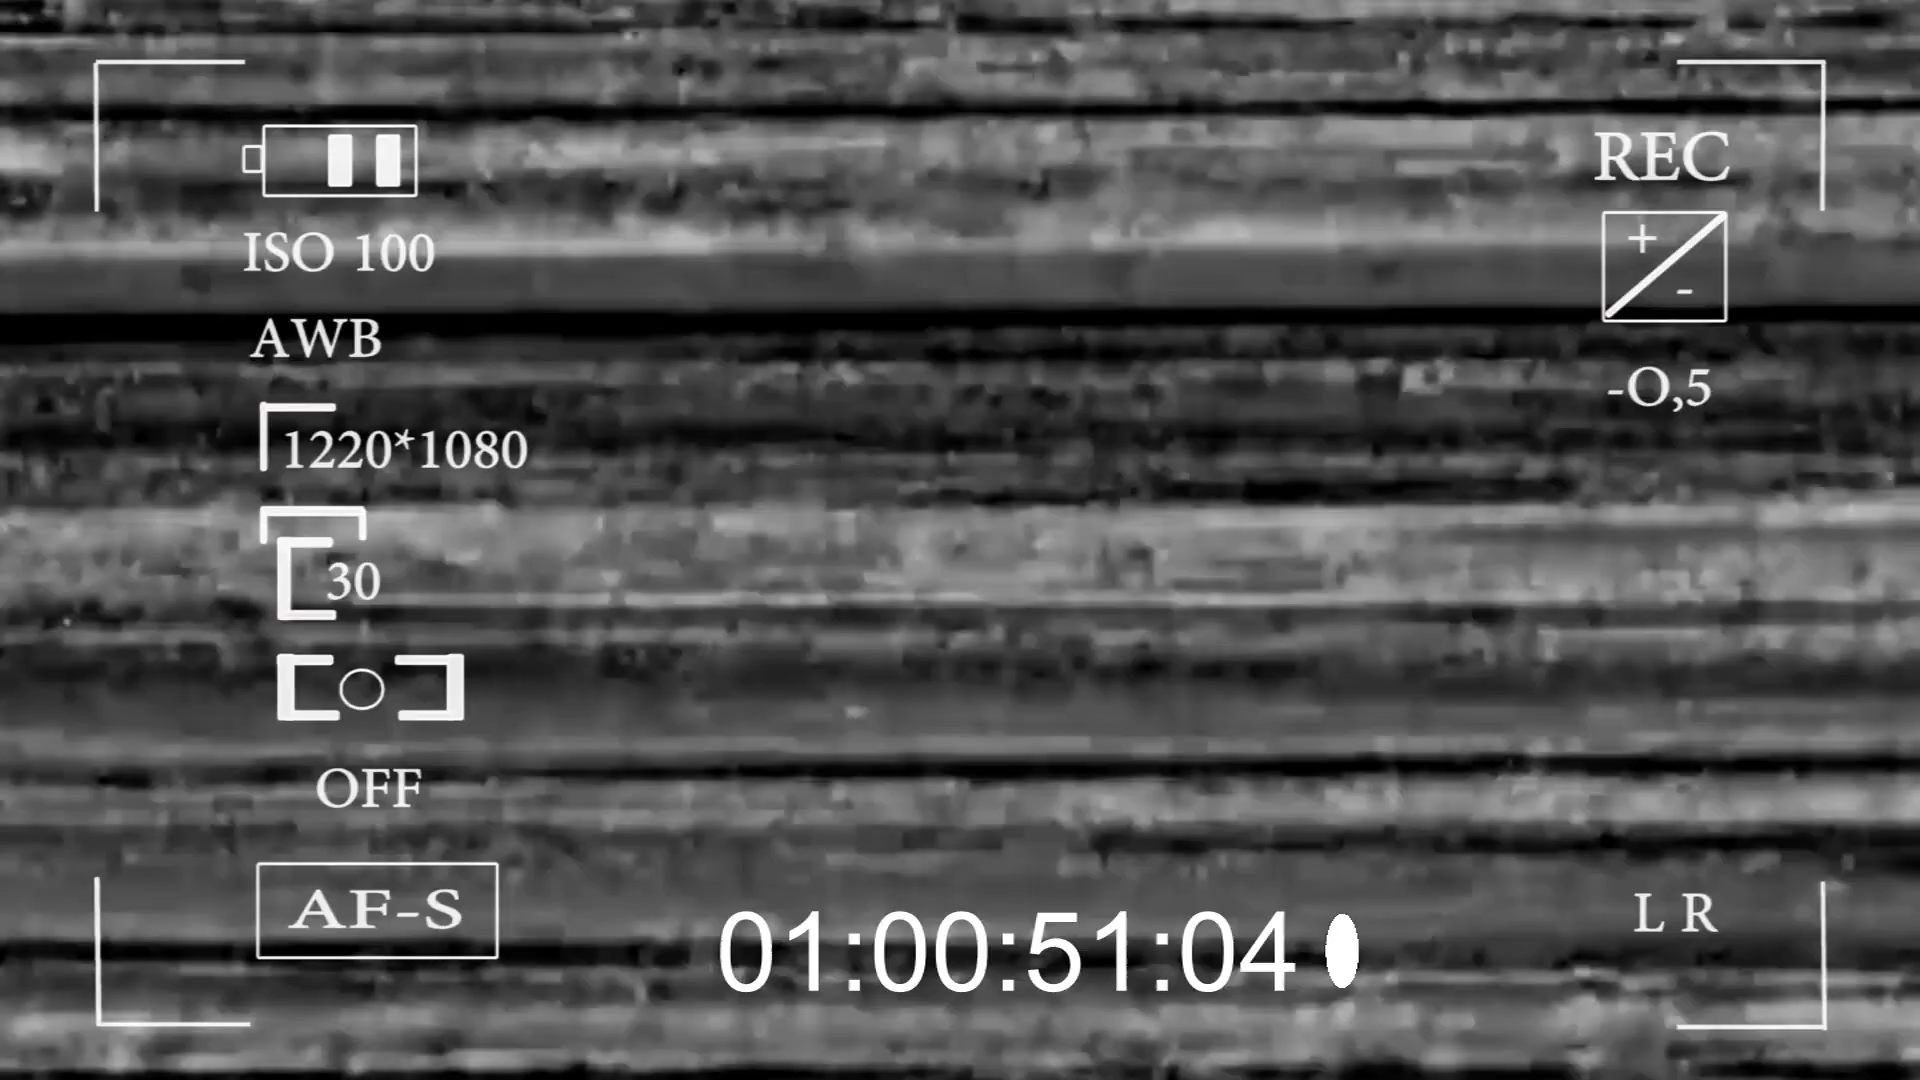 REC
ISO 100
+
-
AWB
-O,5
1220*1080
30
OFF
AF-S
L R
01:00:51:04